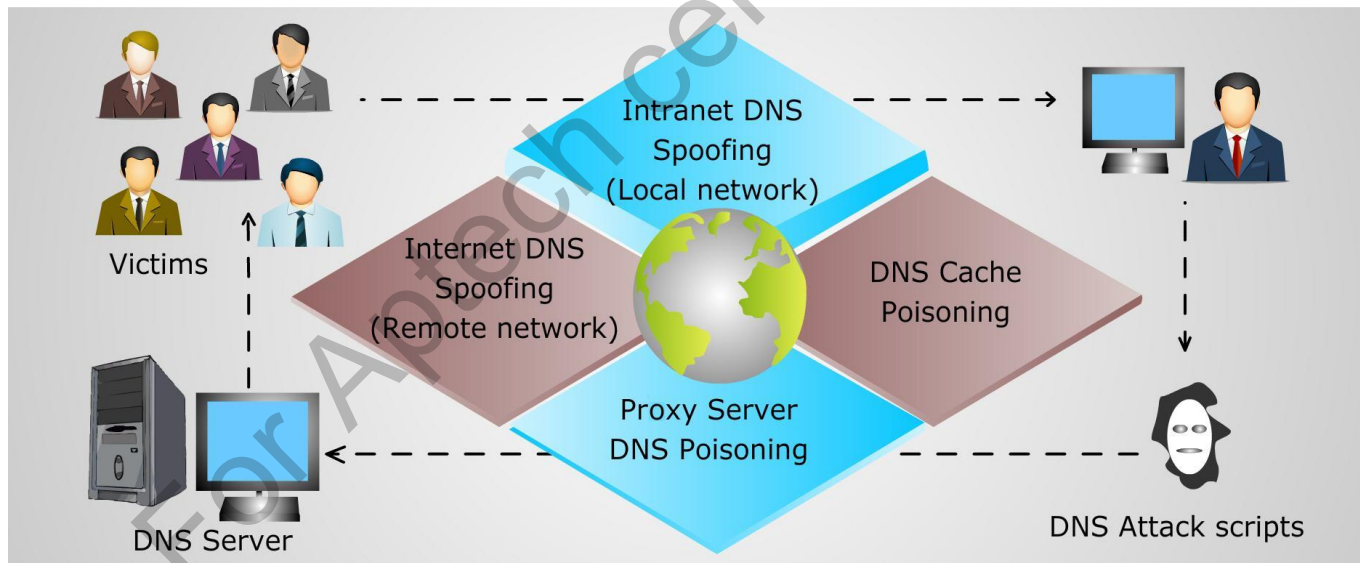 Intranet DNS
Spoofing
(Local network)
Internet DNS
Spoofing
(Remote network)
DNS Cache
Poisoning
Proxy Server
DNS Poisoning
Victims
DNS Server
DNS Attack scripts
For Aptech